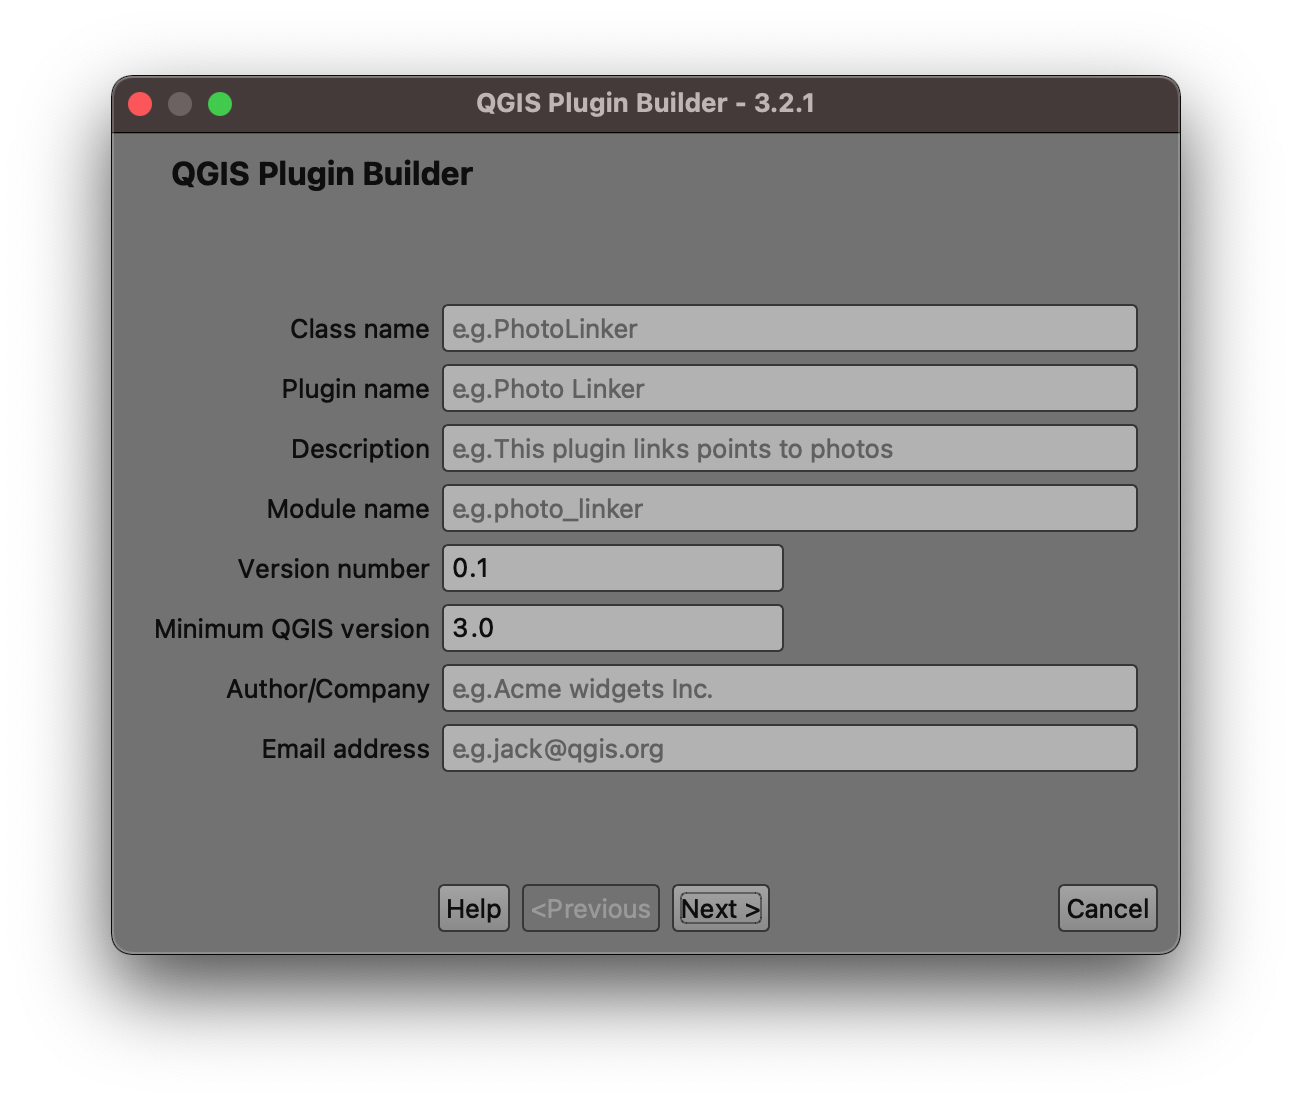 QGIS Plugin Builder - 3.2.1
QGIS Plugin Builder
Class name e.g.PhotoLinker
Plugin name e.g.Photo Linker
Description e.g.This plugin links points to photos
Module name e.g.photo_linker
Version number 0.1
Minimum QGIS version 3.0
Author/Company e.g.Acme widgets Inc.
Email address e.g.jack@qgis.org
Help <Previous Next > Cancel